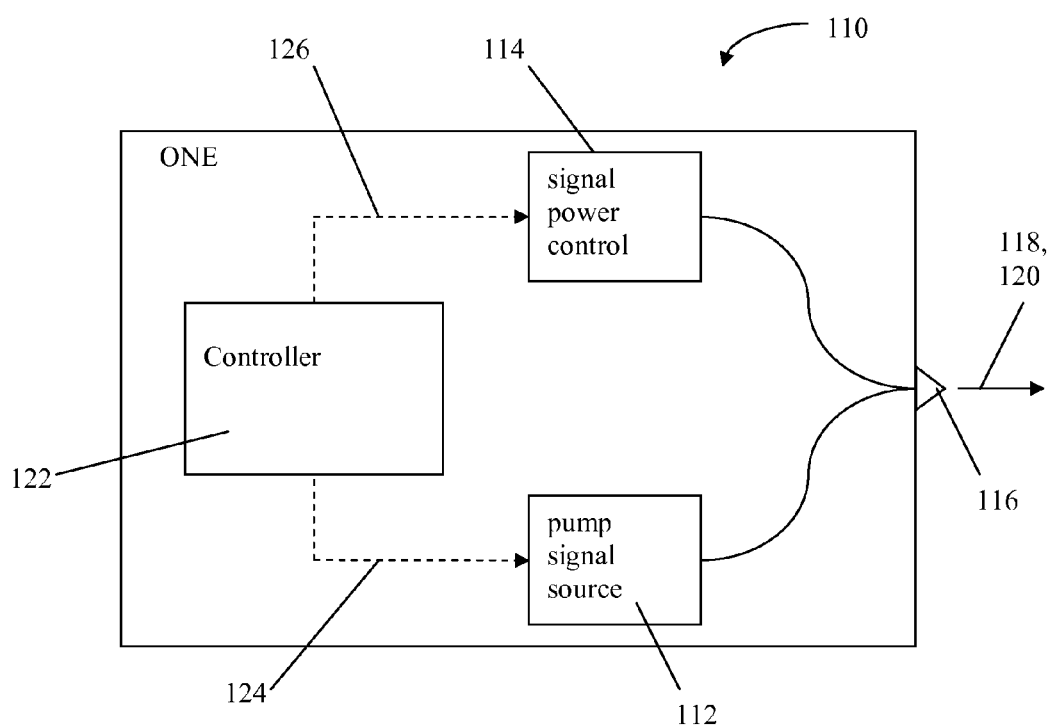 110
126
114
ONE
signal
power
control
118,
120
Controller
122
116
pump
signal
source
124
112